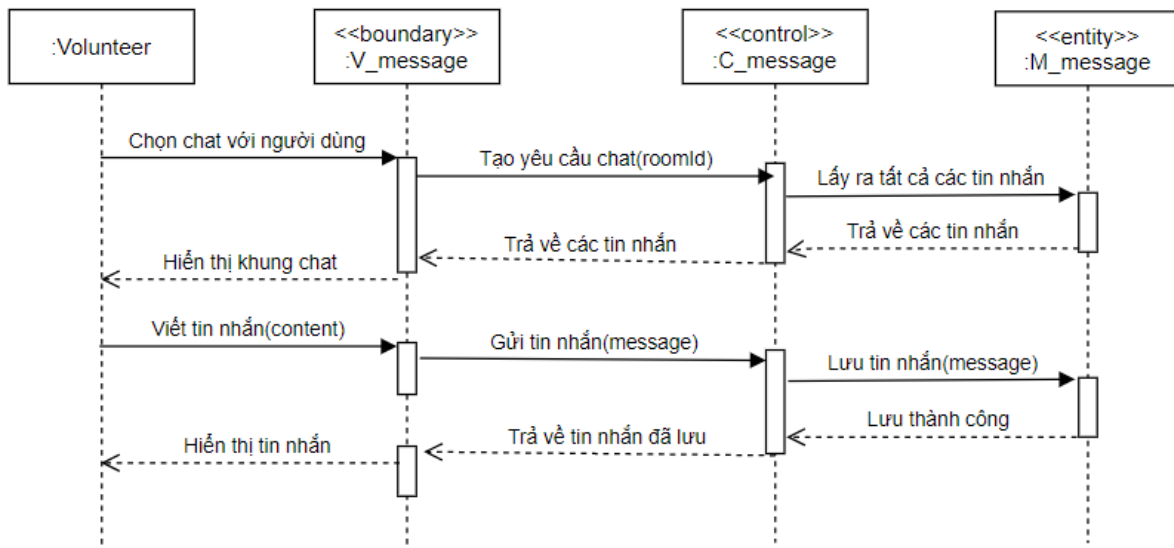 :Volunteer
<<boundary>>
:V_message
<<control>>
:C_message
<<entity>>
:M_message
Chọn chat với người dùng
Tạo yêu cầu chat(roomId)
Lấy ra tất cả các tin nhắn
Trả về các tin nhắn
Trả về các tin nhắn
Hiển thị khung chat
Viết tin nhắn(content)
Gửi tin nhắn(message)
Lưu tin nhắn(message)
Lưu thành công
Trả về tin nhắn đã lưu
Hiển thị tin nhắn